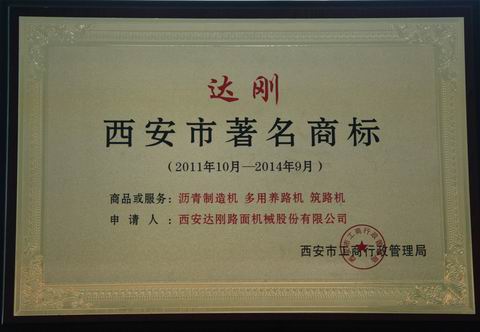 达刚
西安市著名商标
（2011年10月—2014年9月）
商品或服务：沥青制造机 多用养路机 筑路机
申请人：西安达刚路面机械股份有限公司
西安市工商行政管理局